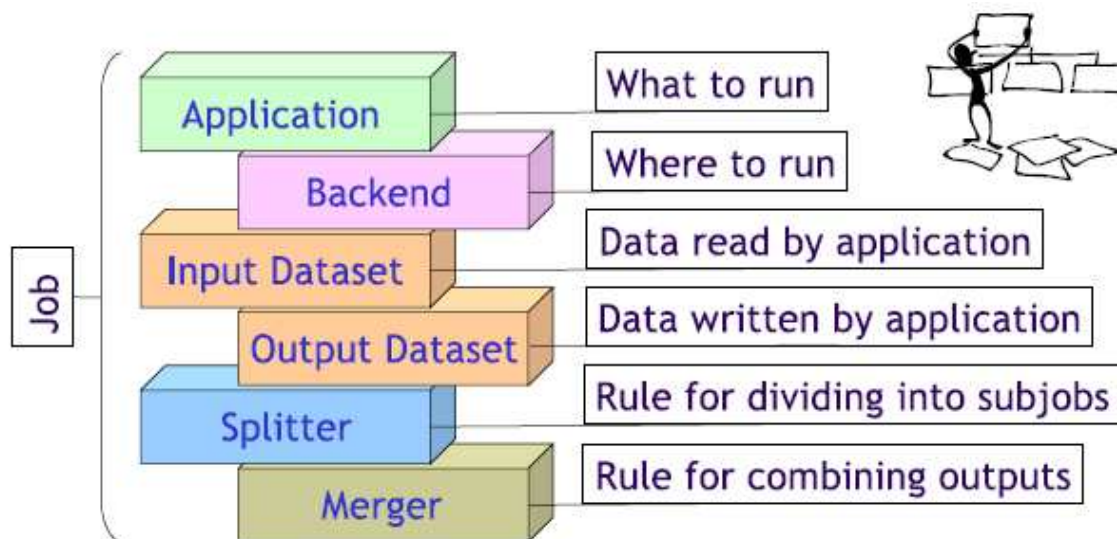 Application
What to run
Backend
Where to run
Job
Input Dataset
Data read by application
Output Dataset
Data written by application
Splitter
Rule for dividing into subjobs
Merger
Rule for combining outputs